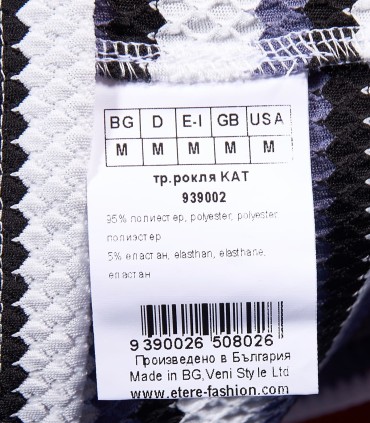 BG D E-I GB USA
M M M M M
тр.рокля КАТ
939002
95% полиестер, polyester, polyester,
полиэстер
5% еластан, elasthan, elasthane,
еластан
9 390026 508026
Произведено в България
Made in BG,Veni Style Ltd
www.etere-fashion.com